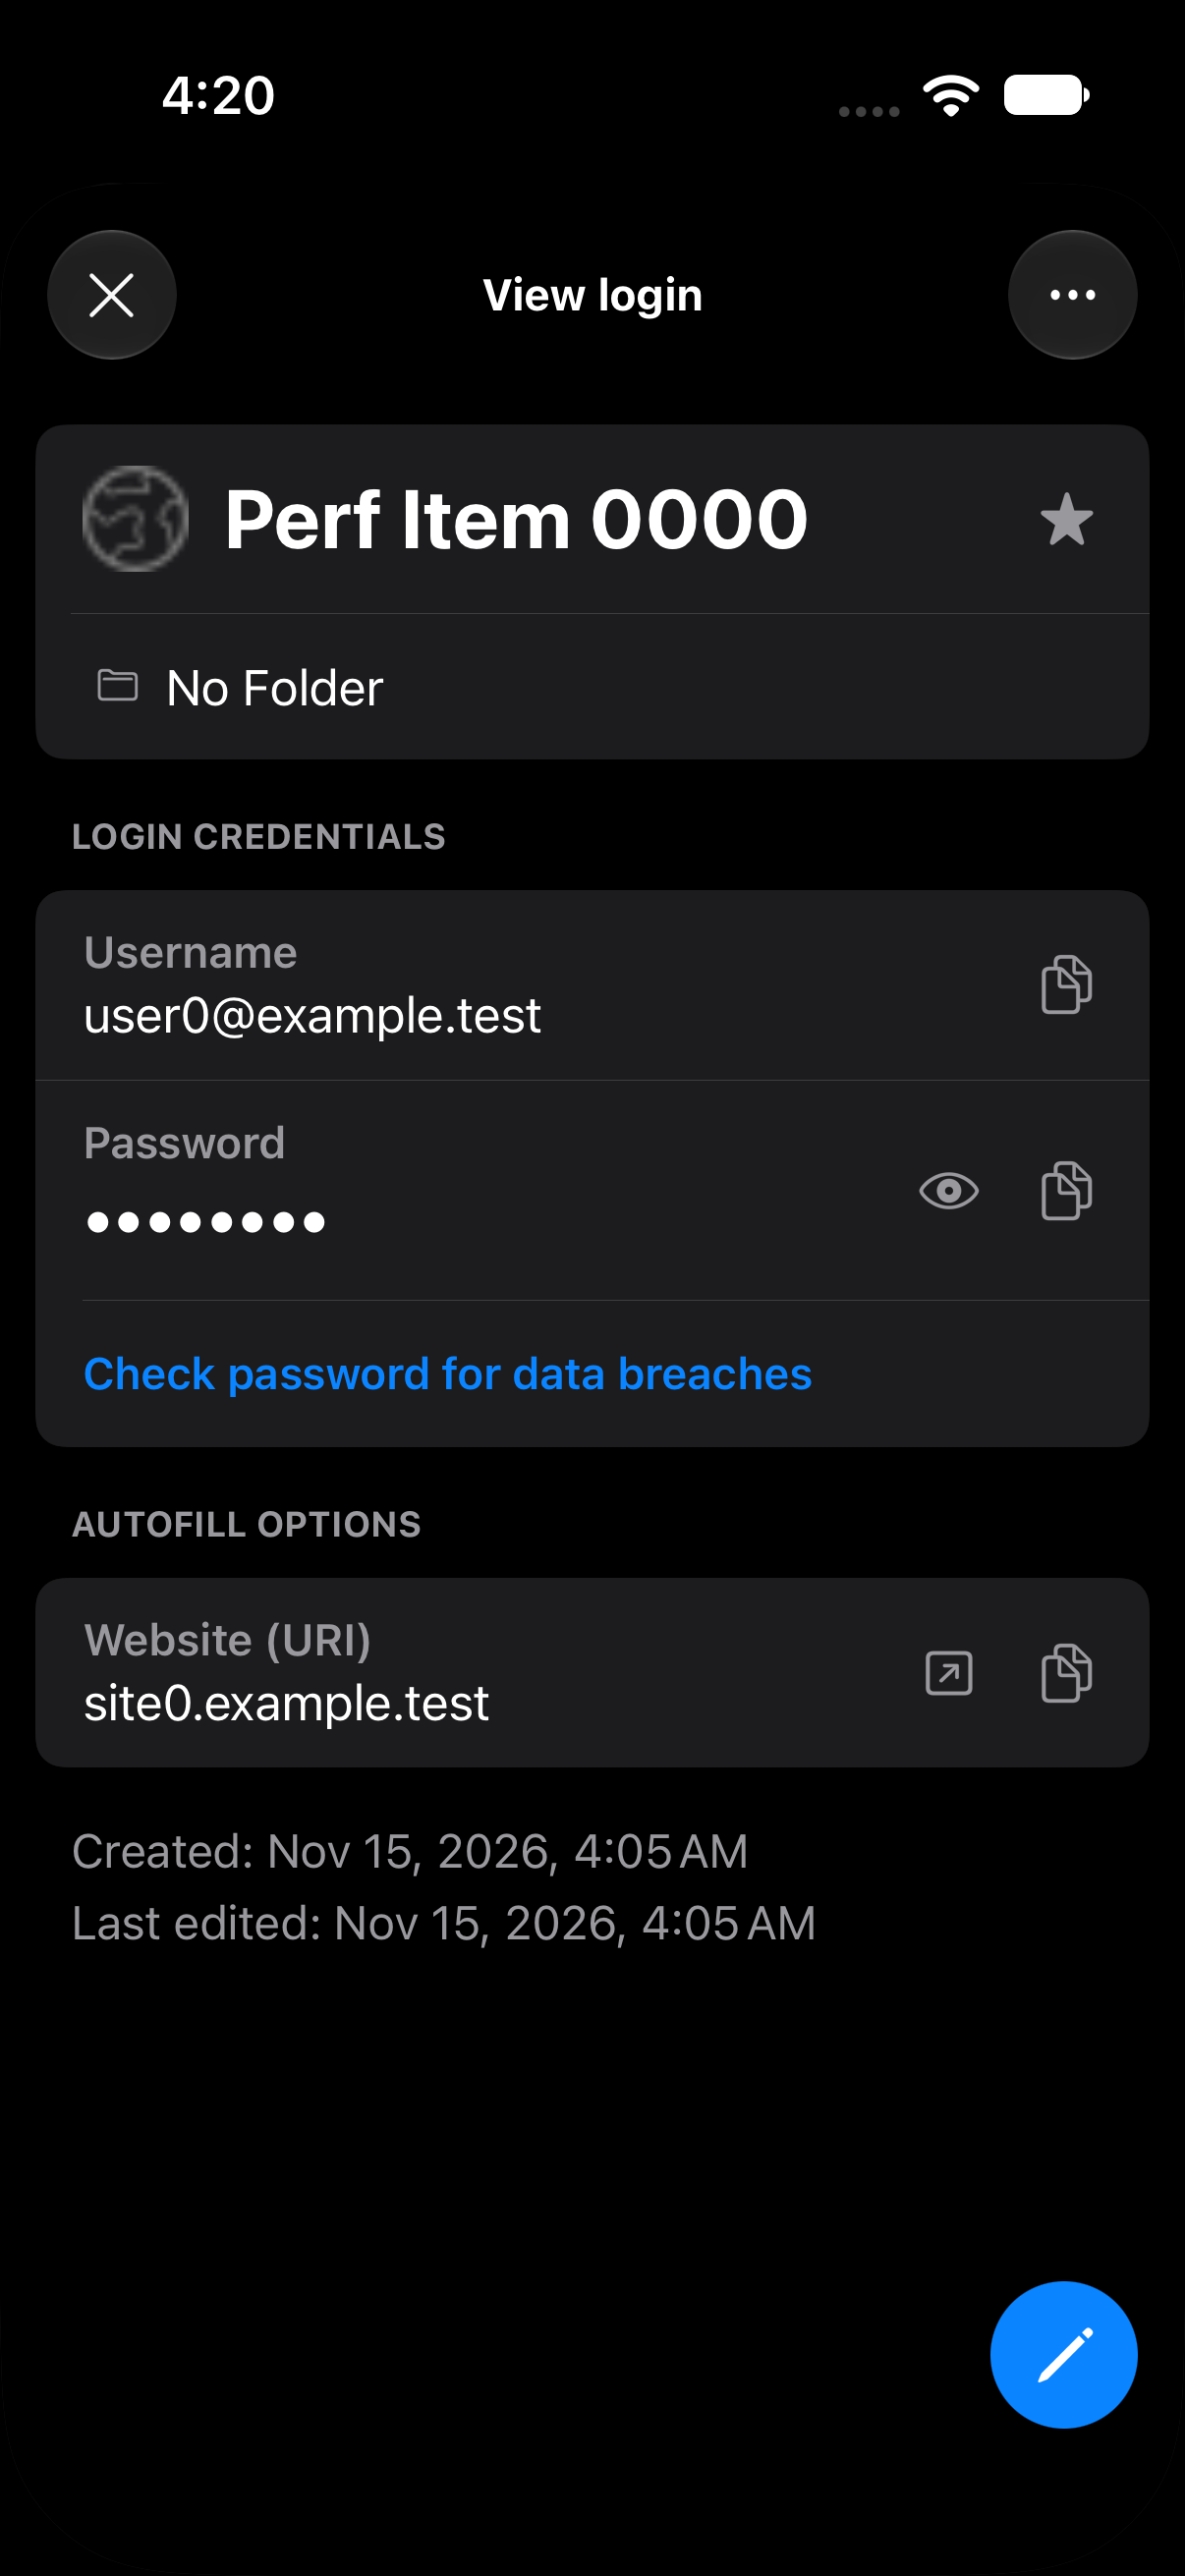 4:20
View login
Perf Item 0000
No Folder
LOGIN CREDENTIALS
Username
user0@example.test
Password
••••••••
Check password for data breaches
AUTOFILL OPTIONS
Website (URI)
site0.example.test
Created: Nov 15, 2026, 4:05 AM
Last edited: Nov 15, 2026, 4:05 AM